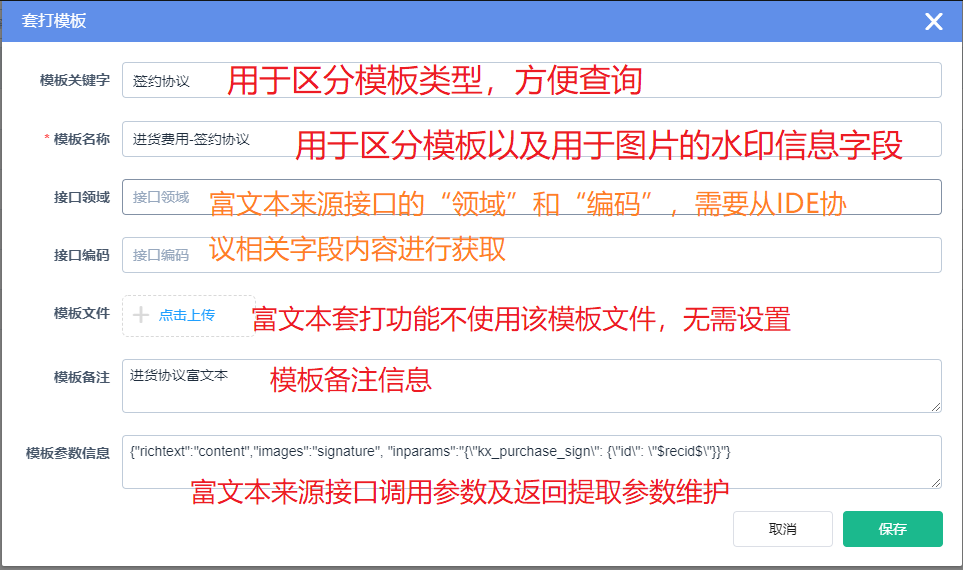 套打模板
模板关键字 签约协议 用于区分模板类型，方便查询
* 模板名称 进货费用-签约协议 用于区分模板以及用于图片的水印信息字段
接口领域 接口领域 富文本来源接口的“领域”和“编码”，需要从IDE协
接口编码 接口编码 议相关字段内容进行获取
模板文件 点击上传 富文本套打功能不使用该模板文件，无需设置
模板备注 进货协议富文本 模板备注信息
模板参数信息 {"richtext":"content","images":"signature", "inparams":"{\"kx_purchase_sign\": {\"id\": \"$recid$\"}}"}
富文本来源接口调用参数及返回提取参数维护
取消 保存